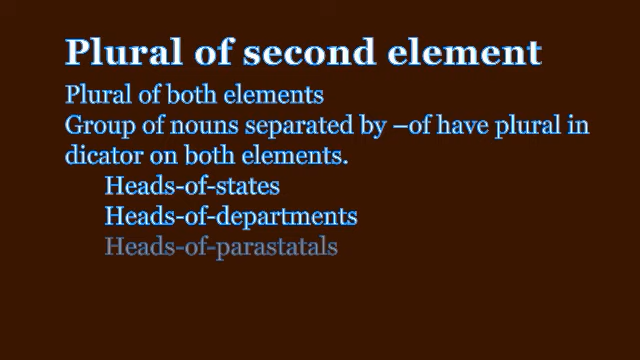 Plural of second element
Plural of both elements
Group of nouns separated by –of have plural in
dicator on both elements.
Heads-of-states
Heads-of-departments
Heads-of-parastatals